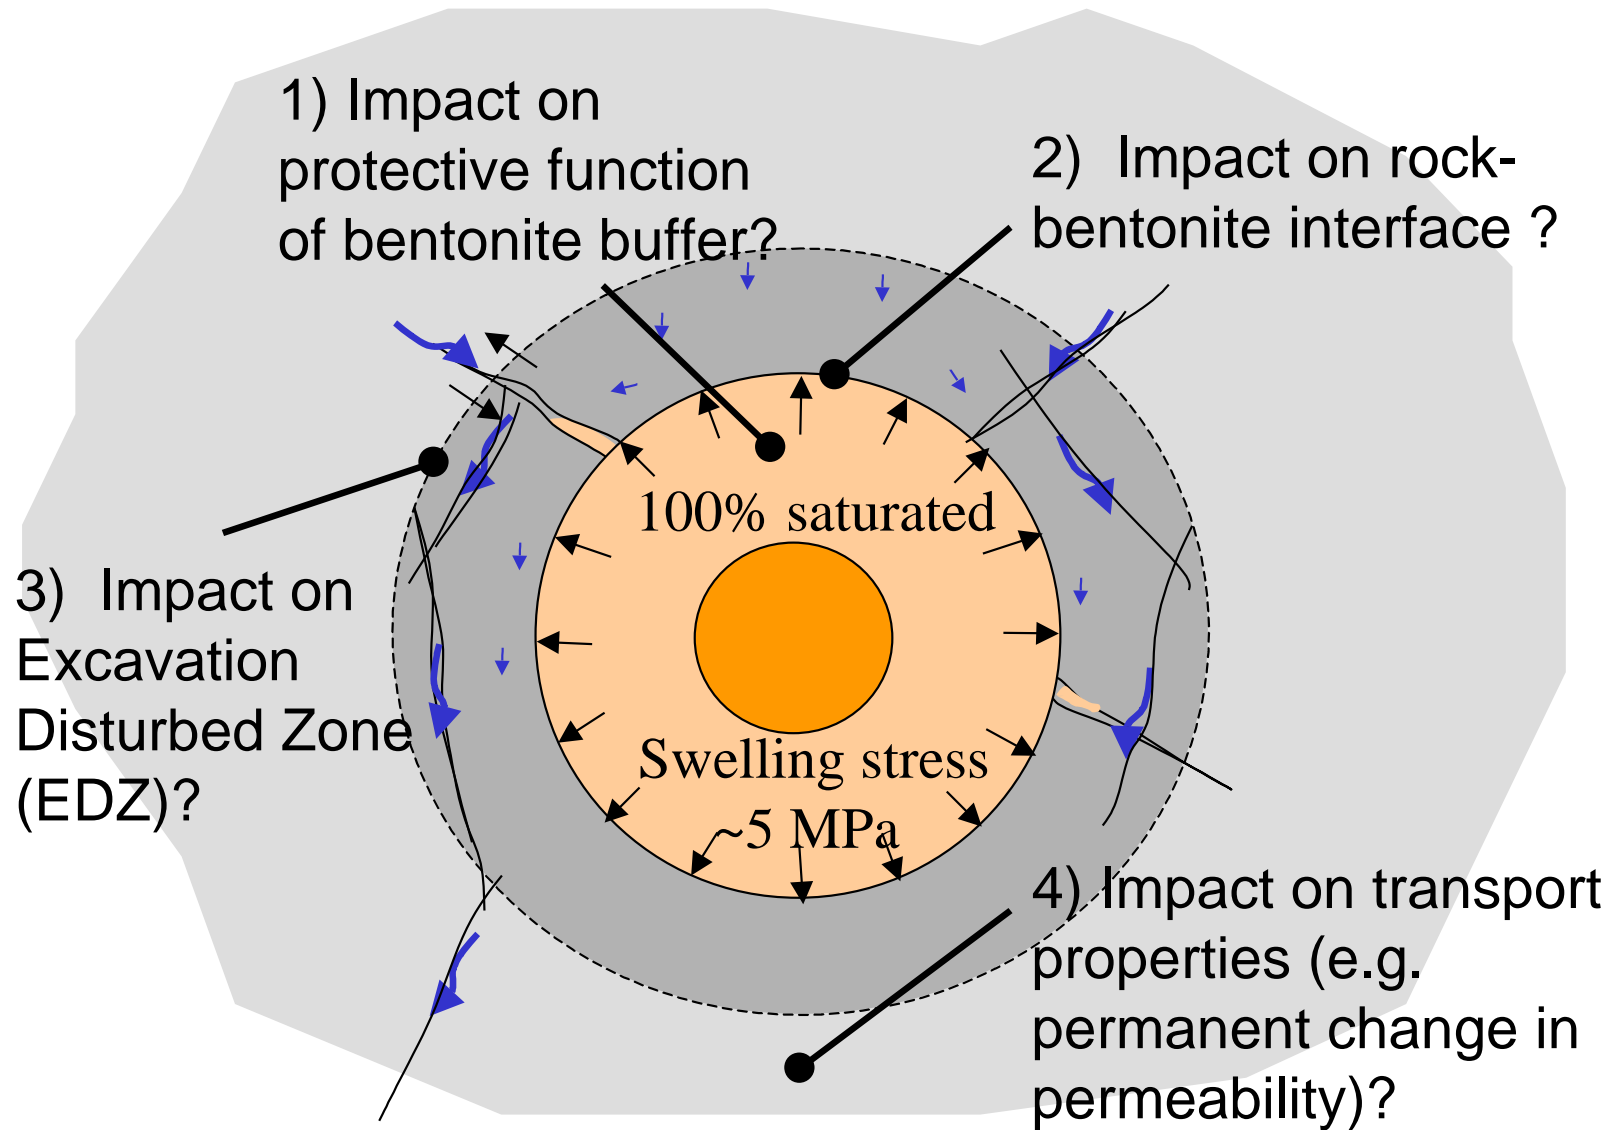 1) Impact on
protective function
of bentonite buffer?
2) Impact on rock-
bentonite interface ?
100% saturated
3) Impact on
Excavation
Disturbed Zone
(EDZ)?
Swelling stress
~5 MPa
4) Impact on transport
properties (e.g.
permanent change in
permeability)?